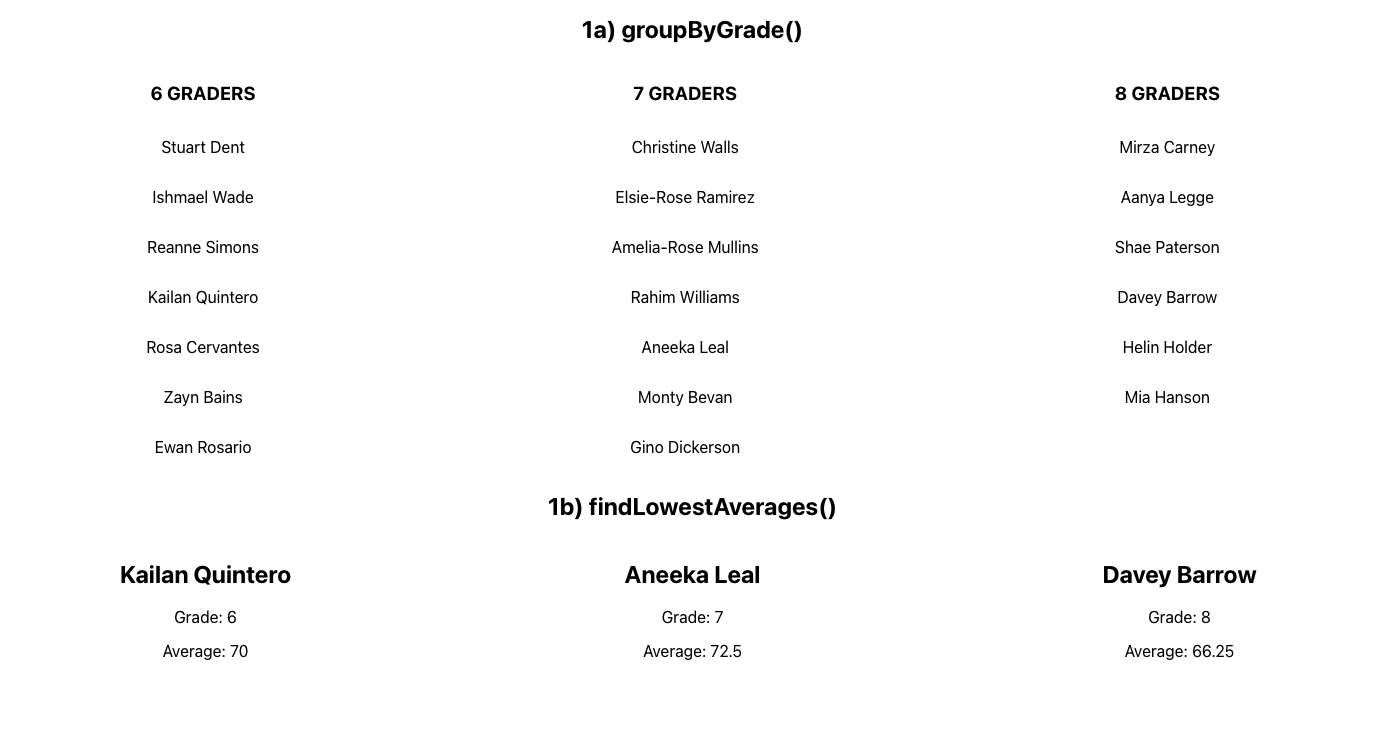 1a) groupByGrade()
6 GRADERS
Stuart Dent
Ishmael Wade
Reanne Simons
Kailan Quintero
Rosa Cervantes
Zayn Bains
Ewan Rosario
7 GRADERS
Christine Walls
Elsie-Rose Ramirez
Amelia-Rose Mullins
Rahim Williams
Aneeka Leal
Monty Bevan
Gino Dickerson
8 GRADERS
Mirza Carney
Aanya Legge
Shae Paterson
Davey Barrow
Helin Holder
Mia Hanson
1b) findLowestAverages()
Kailan Quintero
Grade: 6
Average: 70
Aneeka Leal
Grade: 7
Average: 72.5
Davey Barrow
Grade: 8
Average: 66.25